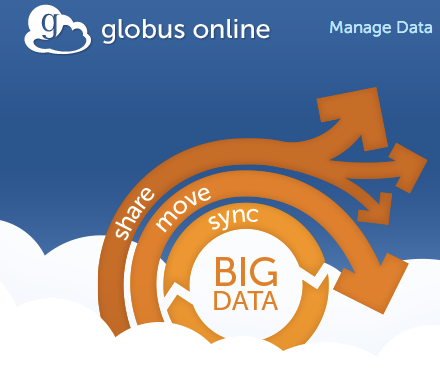 g globus online
Manage Data
share
move
sync
BIG
DATA